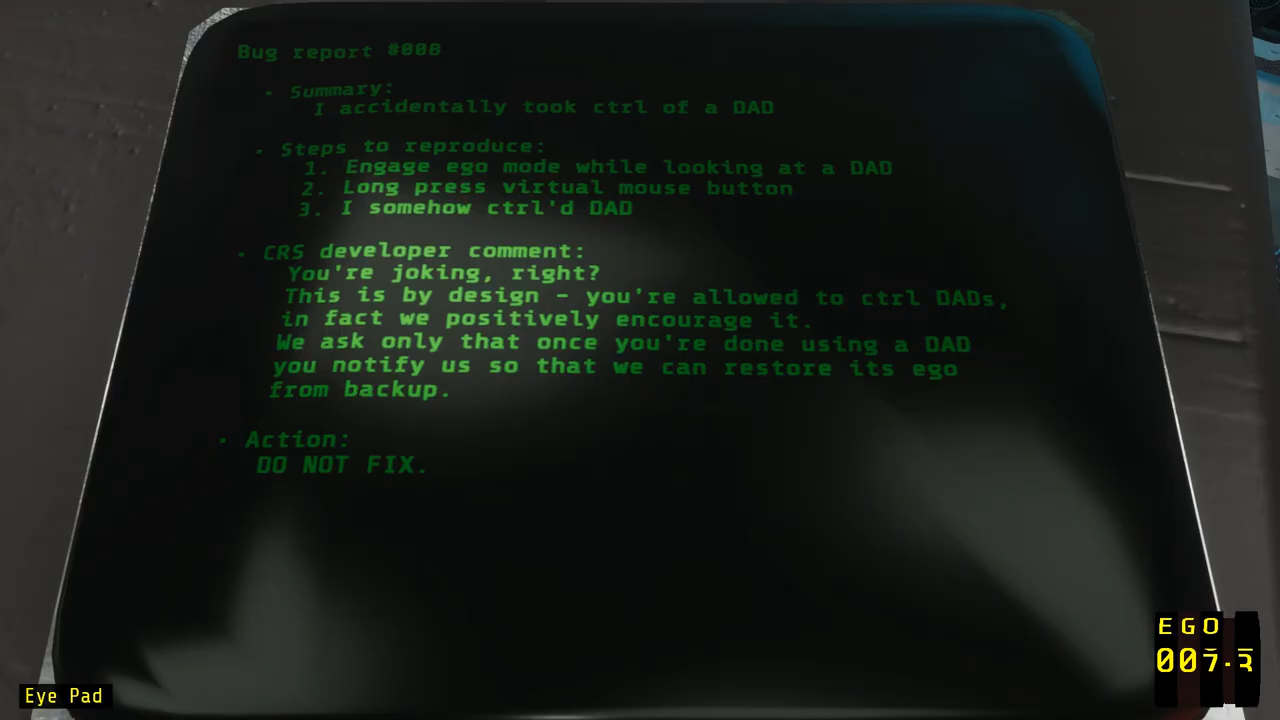 Bug report #008
• Summary:
I accidentally took ctrl of a DAD
• Steps to reproduce:
1. Engage ego mode while looking at a DAD
2. Long press virtual mouse button
3. I somehow ctrl'd DAD
• CRS developer comment:
You're joking, right?
This is by design - you're allowed to ctrl DADs,
in fact we positively encourage it.
We ask only that once you're done using a DAD
you notify us so that we can restore its ego
from backup.
• Action:
DO NOT FIX.
EGO
007.3
Eye Pad